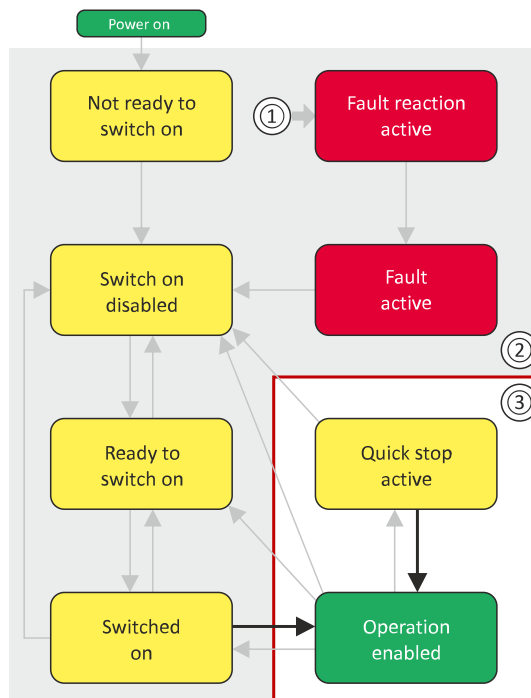 Power on
Not ready to
switch on
1
Fault reaction
active
Switch on
disabled
Fault
active
2
3
Ready to
switch on
Quick stop
active
Switched
on
Operation
enabled